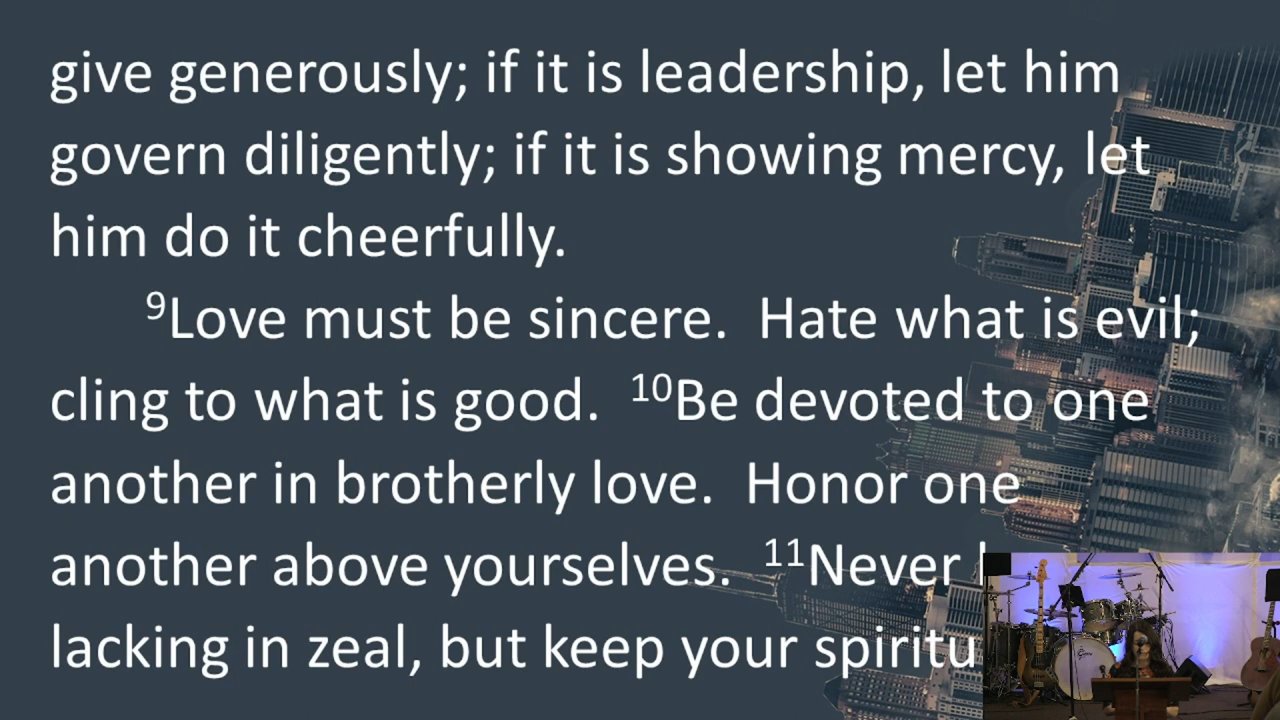 give generously; if it is leadership, let him
govern diligently; if it is showing mercy, let
him do it cheerfully.
⁹Love must be sincere.  Hate what is evil;
cling to what is good.  ¹⁰Be devoted to one
another in brotherly love.  Honor one
another above yourselves.  ¹¹Never
lacking in zeal, but keep your spiritu